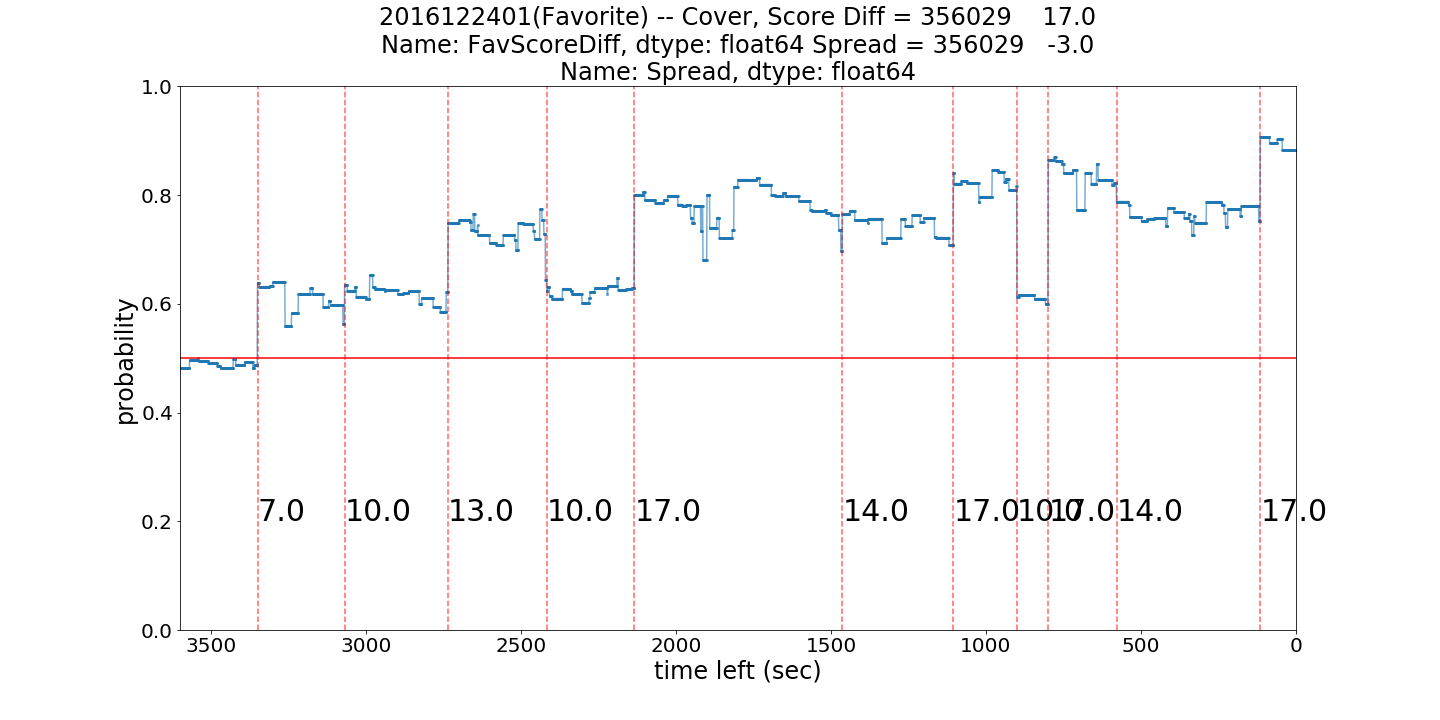 2016122401(Favorite) -- Cover, Score Diff = 356029    17.0
Name: FavScoreDiff, dtype: float64 Spread = 356029   -3.0
Name: Spread, dtype: float64
1.0
0.8
0.6
0.4
0.2
0.0
probability
7.0 10.0 13.0 10.0 17.0 14.0 17.0 10.0 17.0 14.0 17.0
3500 3000 2500 2000 1500 1000 500 0
time left (sec)